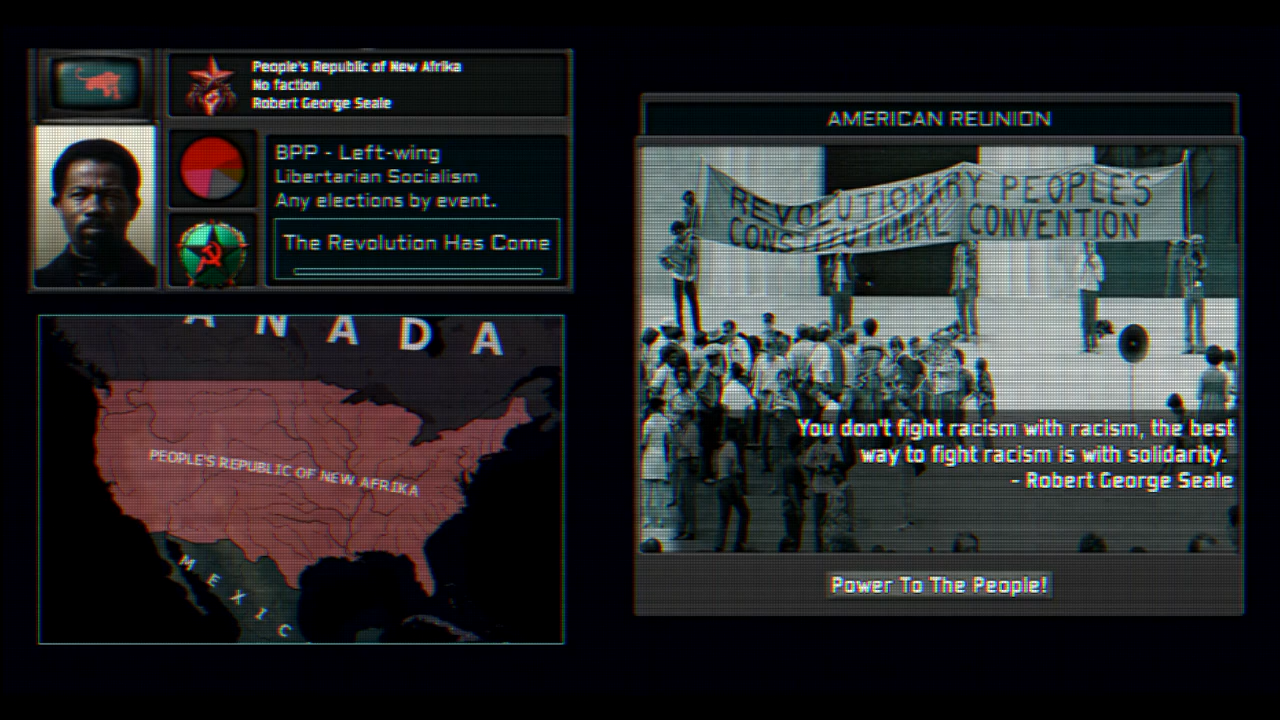 People's Republic of New Afrika
No faction
Robert George Seale
BPP - Left-wing
Libertarian Socialism
Any elections by event.
The Revolution Has Come
ANADA
PEOPLE'S REPUBLIC OF NEW AFRIKA
MEXIC
AMERICAN REUNION
REVOLUTIONARY PEOPLE'S
CONSTITUTIONAL CONVENTION
You don't fight racism with racism, the best
way to fight racism is with solidarity.
- Robert George Seale
Power To The People!